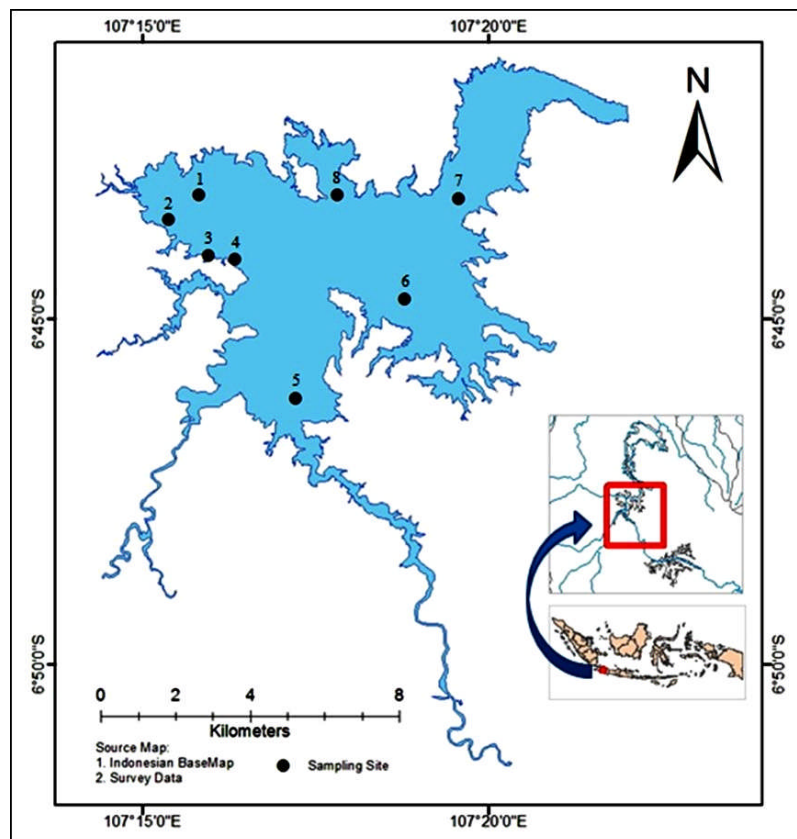 107°15'0"E 107°20'0"E
N
1
8
7
2
3
4
6
6°45'0"S 6°45'0"S
5
6°50'0"S 6°50'0"S
0 2 4 8
Kilometers
Source Map:
1. Indonesian BaseMap
2. Survey Data
Sampling Site
107°15'0"E 107°20'0"E